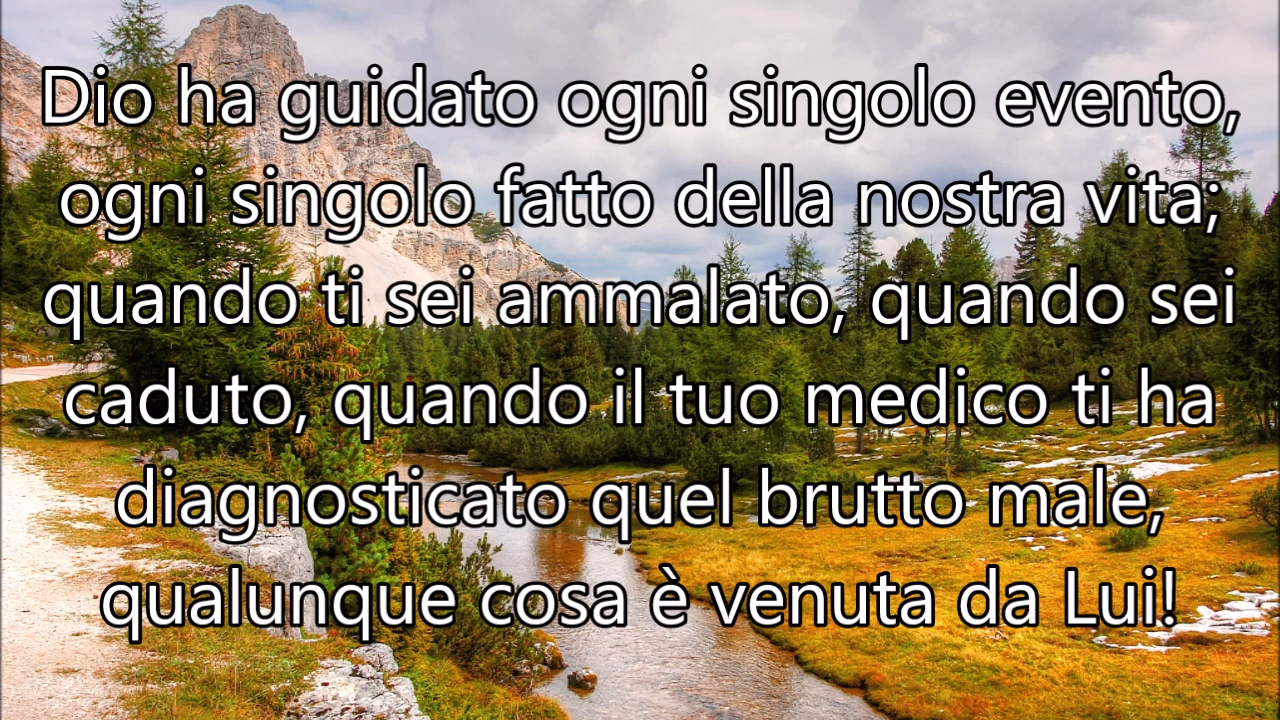 Dio ha guidato ogni singolo evento,
ogni singolo fatto della nostra vita;
quando ti sei ammalato, quando sei
caduto, quando il tuo medico ti ha
diagnosticato quel brutto male,
qualunque cosa è venuta da Lui!